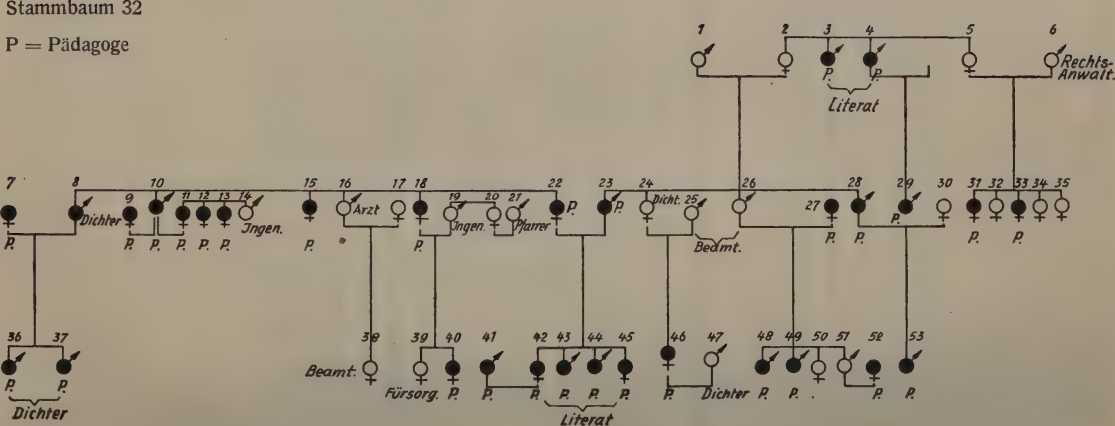 Stammbaum 32
P = Pädagoge
1 2 3 4 5 6
Rechts-
Anwalt.
P. P.
Literat
7 8 9 10 11 12 13 14 15 16 17 18 19 20 21 22 23 24 25 26 27 28 29 30 31 32 33 34 35
Dichter Ingen. Arzt Ingen. Pfarrer P. P. Dicht. P.
P. P. P. P. P. Beamt. P. P. P. P.
36 37 38 39 40 41 42 43 44 45 46 47 48 49 50 51 52 53
Beamt. Fürsorg. P. P. P. P. P. P. P. Dichter P. P. P. P.
P. P.
Dichter
Literat